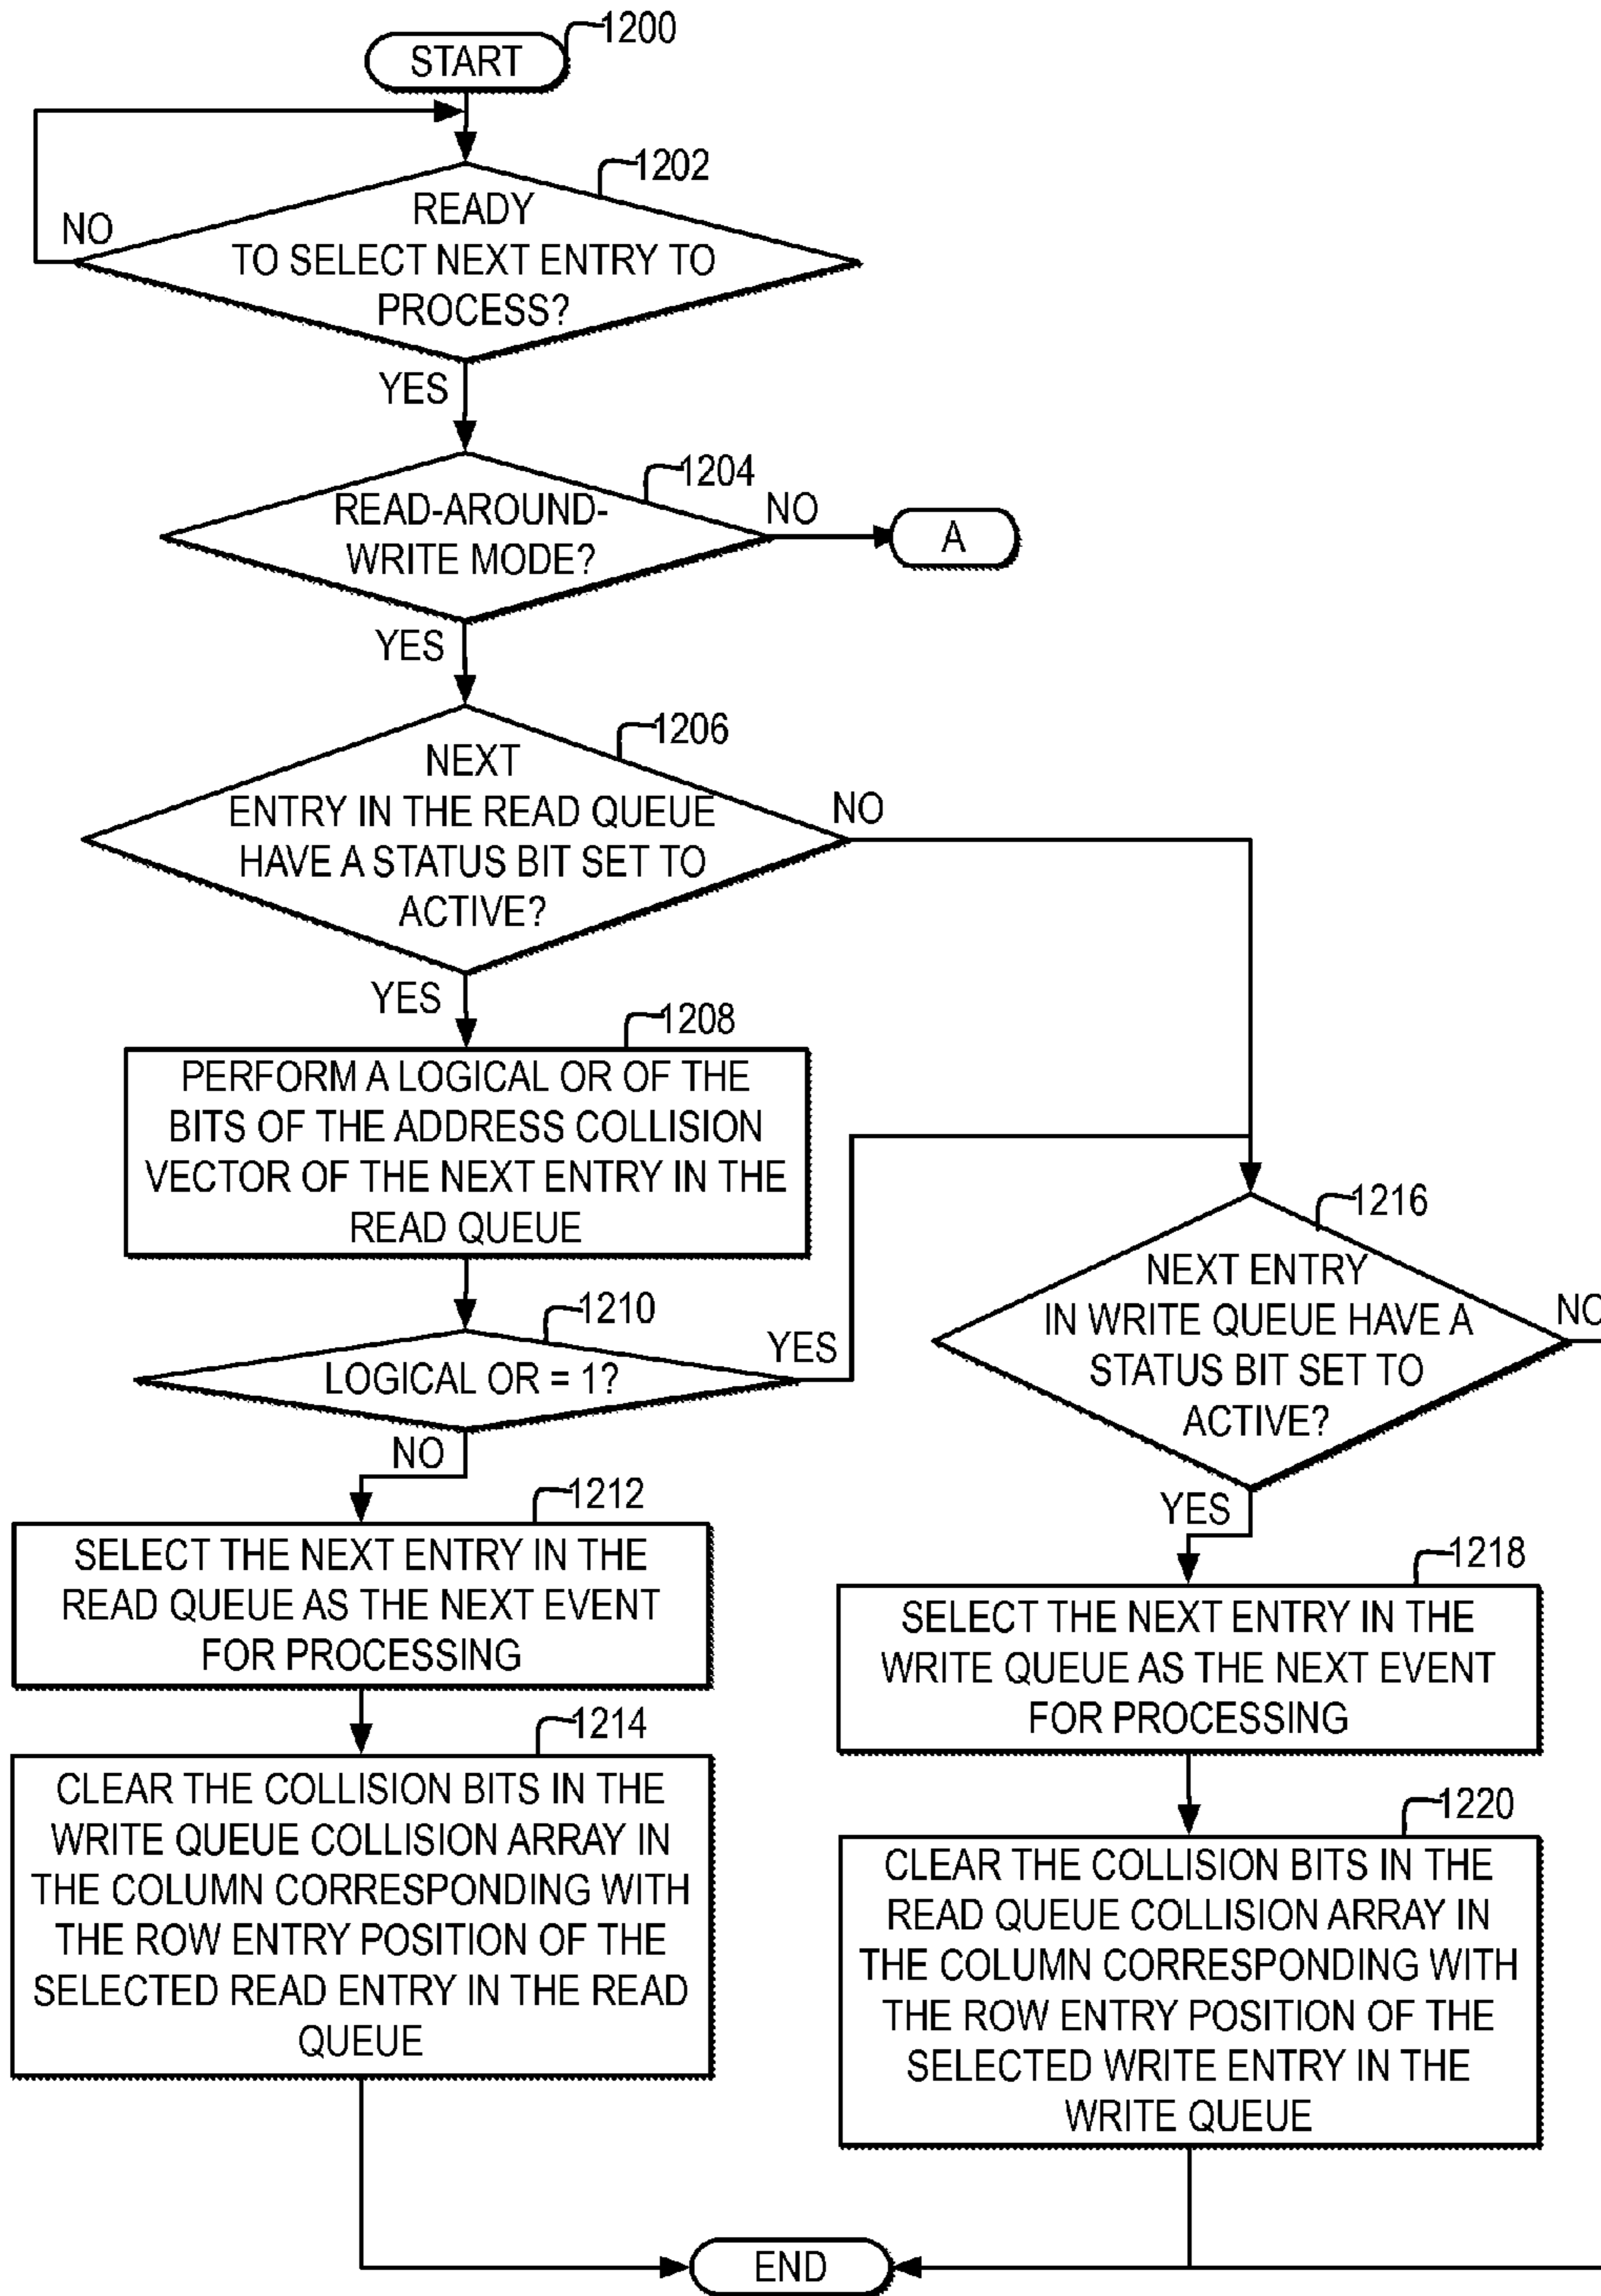 1200
START
1202
READY
TO SELECT NEXT ENTRY TO
PROCESS?
NO
YES
1204
READ-AROUND-
WRITE MODE?
NO
A
YES
1206
NEXT
ENTRY IN THE READ QUEUE
HAVE A STATUS BIT SET TO
ACTIVE?
NO
YES
1208
PERFORM A LOGICAL OR OF THE
BITS OF THE ADDRESS COLLISION
VECTOR OF THE NEXT ENTRY IN THE
READ QUEUE
1210
LOGICAL OR = 1?
YES
NO
1212
SELECT THE NEXT ENTRY IN THE
READ QUEUE AS THE NEXT EVENT
FOR PROCESSING
1214
CLEAR THE COLLISION BITS IN THE
WRITE QUEUE COLLISION ARRAY IN
THE COLUMN CORRESPONDING WITH
THE ROW ENTRY POSITION OF THE
SELECTED READ ENTRY IN THE READ
QUEUE
1216
NEXT ENTRY
IN WRITE QUEUE HAVE A
STATUS BIT SET TO
ACTIVE?
NO
YES
1218
SELECT THE NEXT ENTRY IN THE
WRITE QUEUE AS THE NEXT EVENT
FOR PROCESSING
1220
CLEAR THE COLLISION BITS IN THE
READ QUEUE COLLISION ARRAY IN
THE COLUMN CORRESPONDING WITH
THE ROW ENTRY POSITION OF THE
SELECTED WRITE ENTRY IN THE
WRITE QUEUE
END